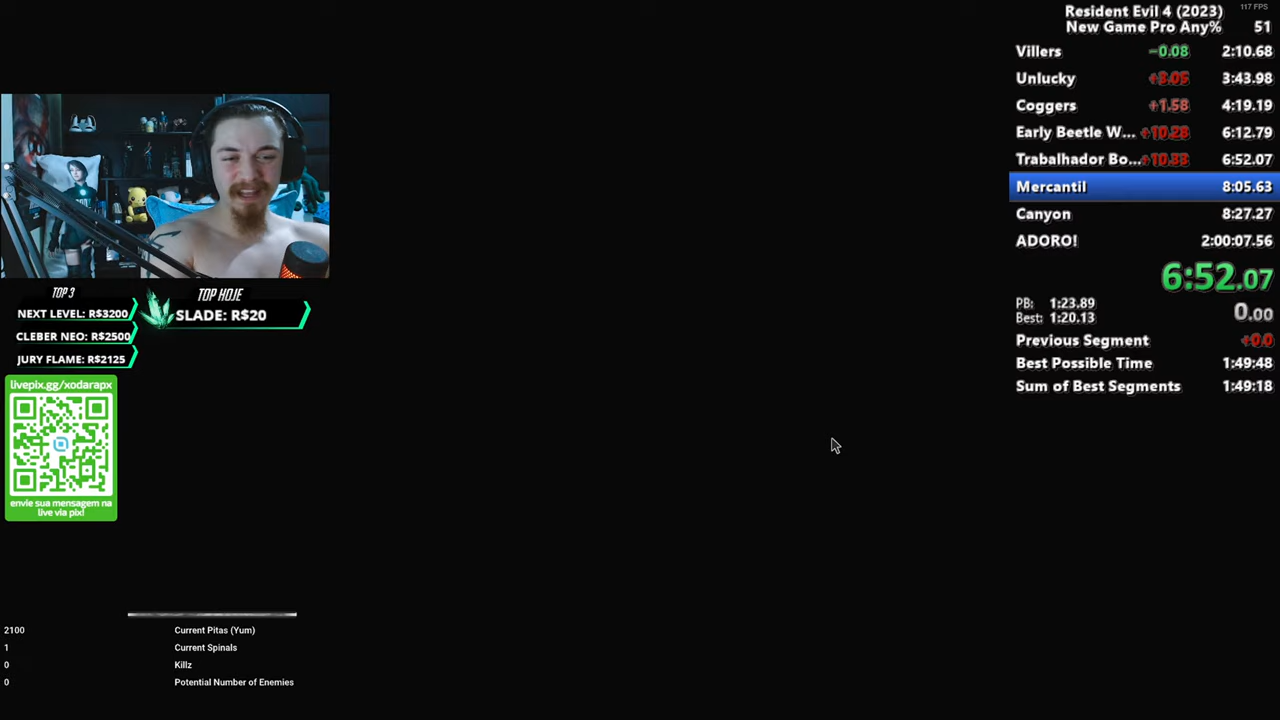 117 FPS
Resident Evil 4 (2023)
New Game Pro Any% 51
Villers −0.08 2:10.68
Unlucky +3.05 3:43.98
Coggers +1.58 4:19.19
Early Beetle W... +10.28 6:12.79
Trabalhador Bo... +10.33 6:52.07
Mercantil 8:05.63
Canyon 8:27.27
ADORO! 2:00:07.56
6:52.07
PB: 1:23.89
Best: 1:20.13
0.00
Previous Segment +0.0
Best Possible Time 1:49:48
Sum of Best Segments 1:49:18
TOP 3
NEXT LEVEL: R$3200
CLEBER NEO: R$2500
JURY FLAME: R$2125
TOP HOJE
SLADE: R$20
livepix.gg/xodarapx
envie sua mensagem na
live via pix!
2100 Current Pitas (Yum)
1 Current Spinals
0 Killz
0 Potential Number of Enemies